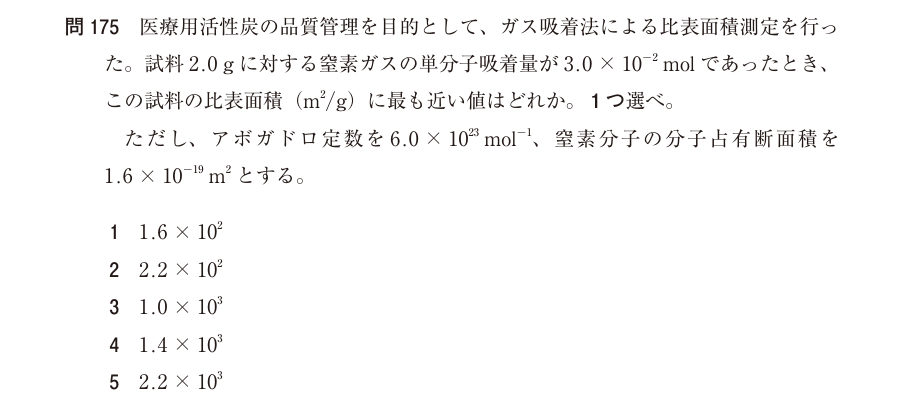 問 175　医療用活性炭の品質管理を目的として、ガス吸着法による比表面積測定を行っ
た。試料 2.0 g に対する窒素ガスの単分子吸着量が 3.0 × 10⁻² mol であったとき、
この試料の比表面積（m²/g）に最も近い値はどれか。1つ選べ。
ただし、アボガドロ定数を 6.0 × 10²³ mol⁻¹、窒素分子の分子占有断面積を
1.6 × 10⁻¹⁹ m² とする。
1　1.6 × 10²
2　2.2 × 10²
3　1.0 × 10³
4　1.4 × 10³
5　2.2 × 10³